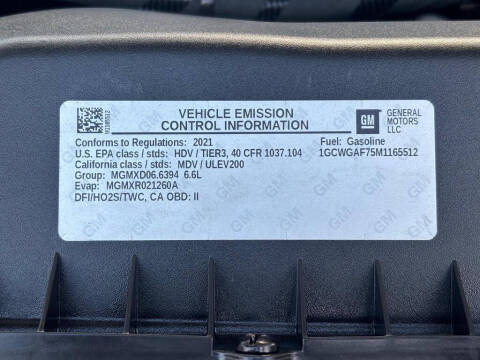 VEHICLE EMISSION
CONTROL INFORMATION
GM
GENERAL
MOTORS
LLC
Conforms to Regulations: 2021
Fuel: Gasoline
U.S. EPA class / stds: HDV / TIER3, 40 CFR 1037.104
1GCWGAF75M1165512
California class / stds: MDV / ULEV200
Group: MGMXD06.6394 6.6L
Evap: MGMXR021260A
DFI/HO2S/TWC, CA OBD: II